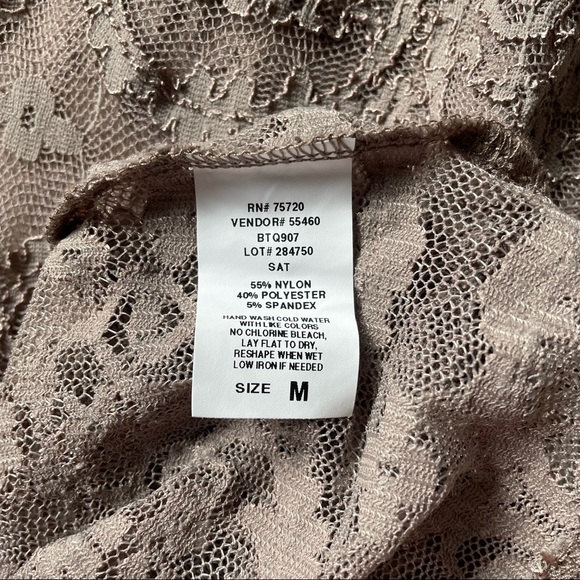 RN# 75720
VENDOR# 55460
BTQ907
LOT# 284750
SAT
55% NYLON
40% POLYESTER
5% SPANDEX
HAND WASH COLD WATER
WITH LIKE COLORS
NO CHLORINE BLEACH,
LAY FLAT TO DRY,
RESHAPE WHEN WET
LOW IRON IF NEEDED
SIZE M